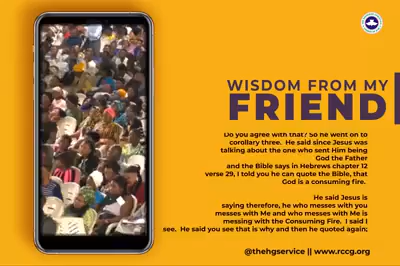 WISDOM FROM MY
FRIEND
Do you agree with that? So he went on to
corollary three. He said since Jesus was
talking about the one who sent Him being
God the Father
and the Bible says in Hebrews chapter 12
verse 29, I told you he can quote the Bible, that
God is a consuming fire.
He said Jesus is
saying therefore, he who messes with you
messes with Me and who messes with Me is
messing with the Consuming Fire. I said I
see. He said you see that is why and then he quoted again;
@thehgservice || www.rccg.org